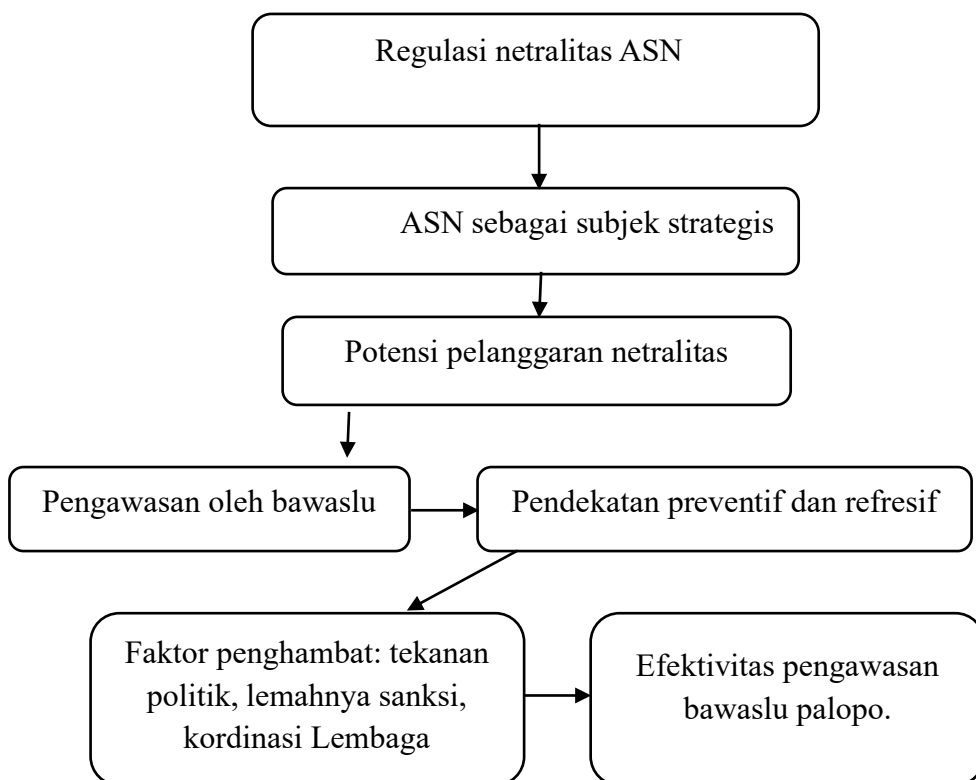 Regulasi netralitas ASN
ASN sebagai subjek strategis
Potensi pelanggaran netralitas
Pengawasan oleh bawaslu
Pendekatan preventif dan refresif
Faktor penghambat: tekanan
politik, lemahnya sanksi,
kordinasi Lembaga
Efektivitas pengawasan
bawaslu palopo.